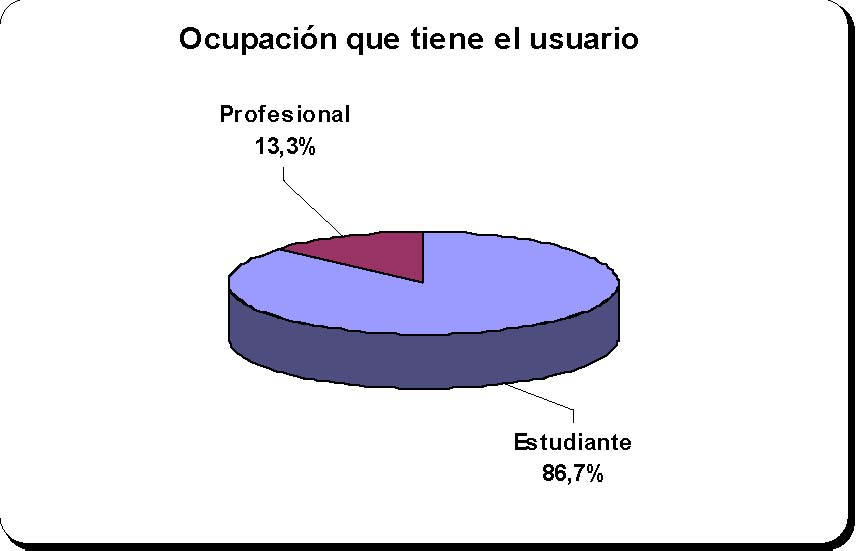 Ocupación que tiene el usuario
Profesional
13,3%
Estudiante
86,7%